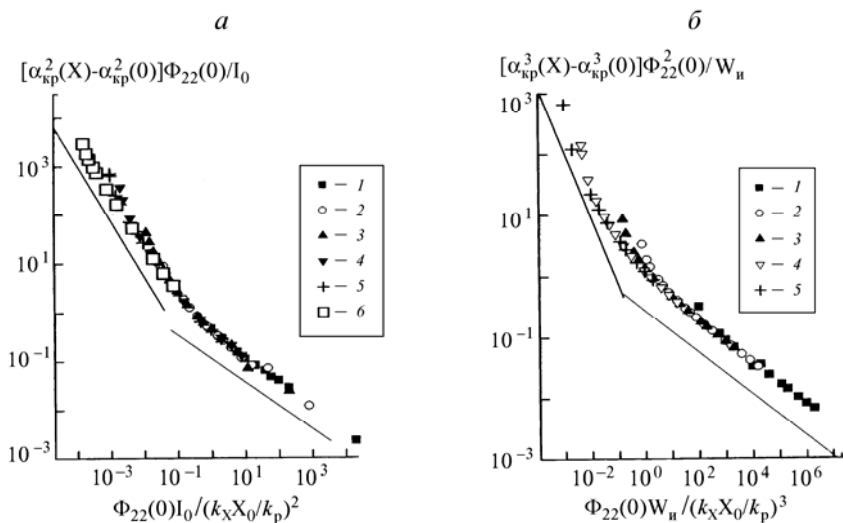 а
[α²кр(X)-α²кр(0)]Φ₂₂(0)/I₀
10³
10¹
10⁻¹
10⁻³
10⁻³
10⁻¹
10¹
10³
Φ₂₂(0)I₀/(kₓX₀/kₚ)²
■ — 1
○ — 2
▲ — 3
▼ — 4
+ — 5
□ — 6
б
[α³кр(X)-α³кр(0)]Φ²₂₂(0)/Wи
10³
10¹
10⁻¹
10⁻³
10⁻²
10⁰
10²
10⁴
10⁶
Φ₂₂(0)Wи/(kₓX₀/kₚ)³
■ — 1
○ — 2
▲ — 3
▽ — 4
+ — 5